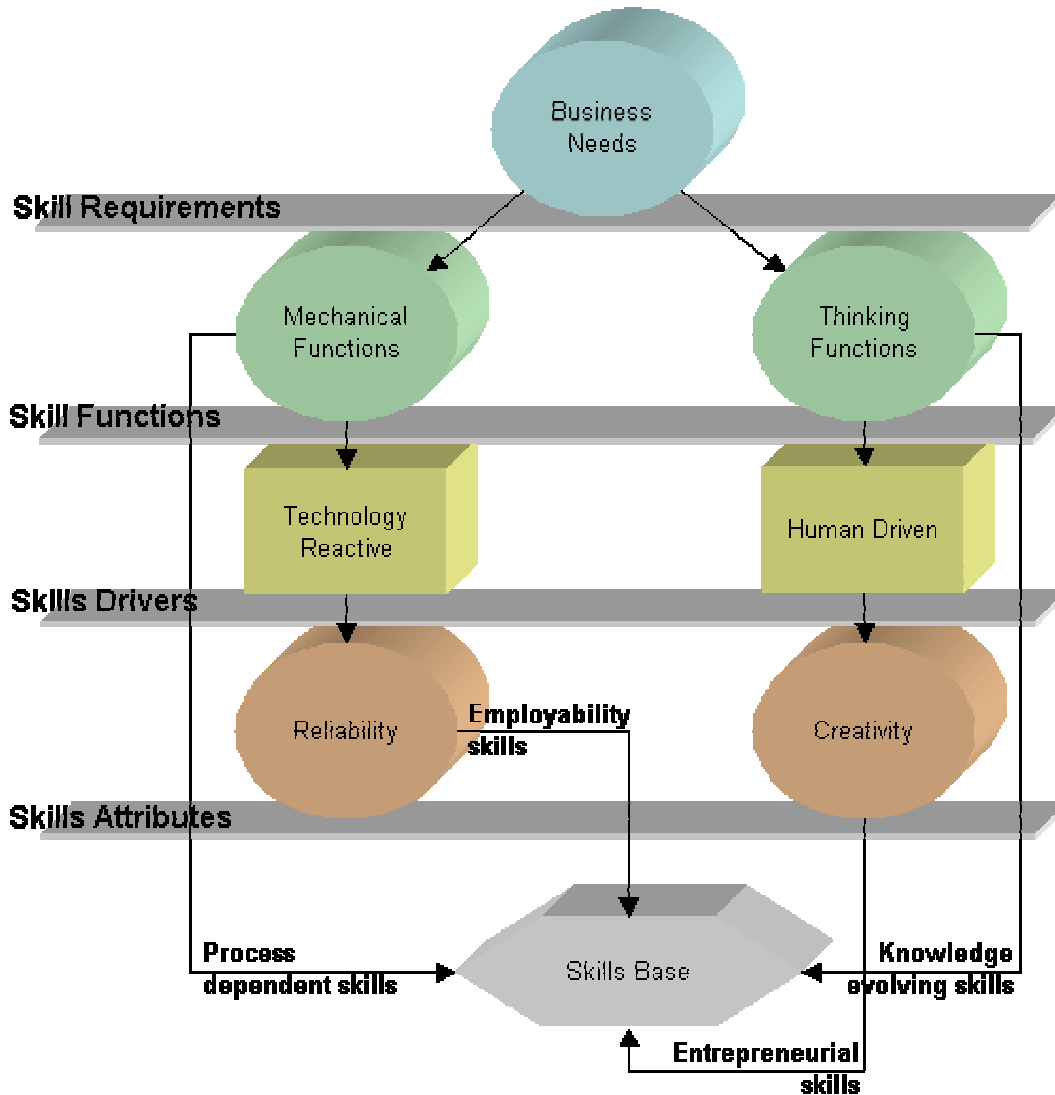 Business
Needs
Skill Requirements
Mechanical
Functions
Thinking
Functions
Skill Functions
Technology
Reactive
Human Driven
Skills Drivers
Reliability
Employability
skills
Creativity
Skills Attributes
Process
dependent skills
Skills Base
Knowledge
evolving skills
Entrepreneurial
skills